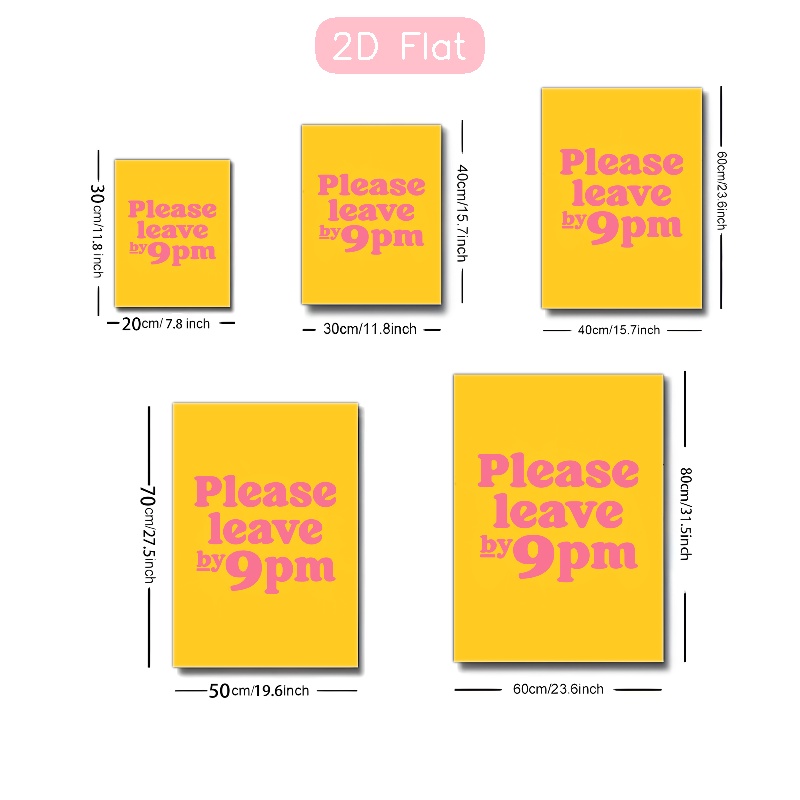 2D Flat
Please
leave
by 9pm
30cm/11.8 inch
20cm/ 7.8 inch
Please
leave
by 9pm
40cm/15.7inch
30cm/11.8inch
Please
leave
by 9pm
60cm/23.6inch
40cm/15.7inch
Please
leave
by 9pm
70cm/27.5inch
50cm/19.6inch
Please
leave
by 9pm
80cm/31.5inch
60cm/23.6inch